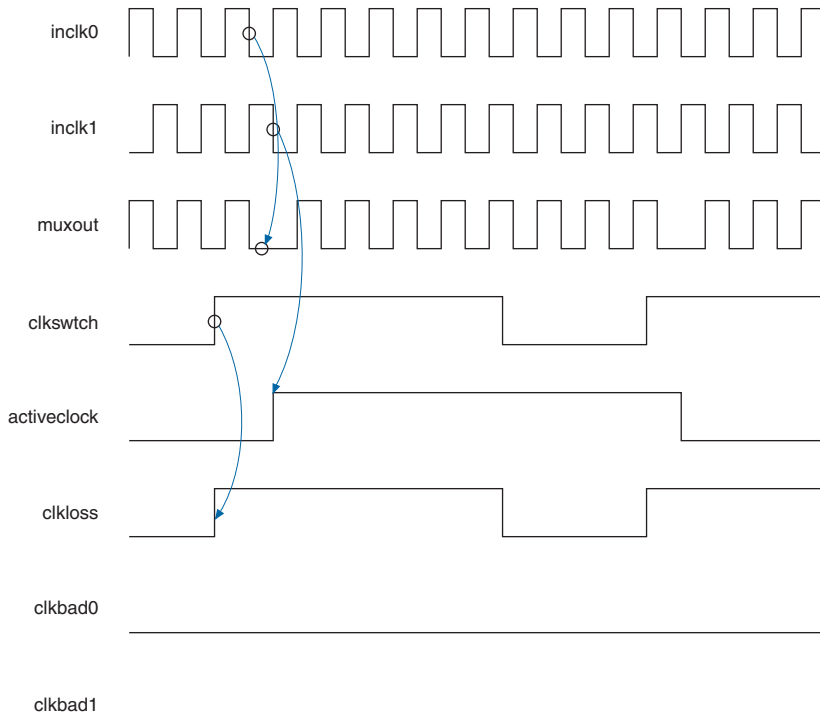 inclk0
inclk1
muxout
clkswtch
activeclock
clkloss
clkbad0
clkbad1